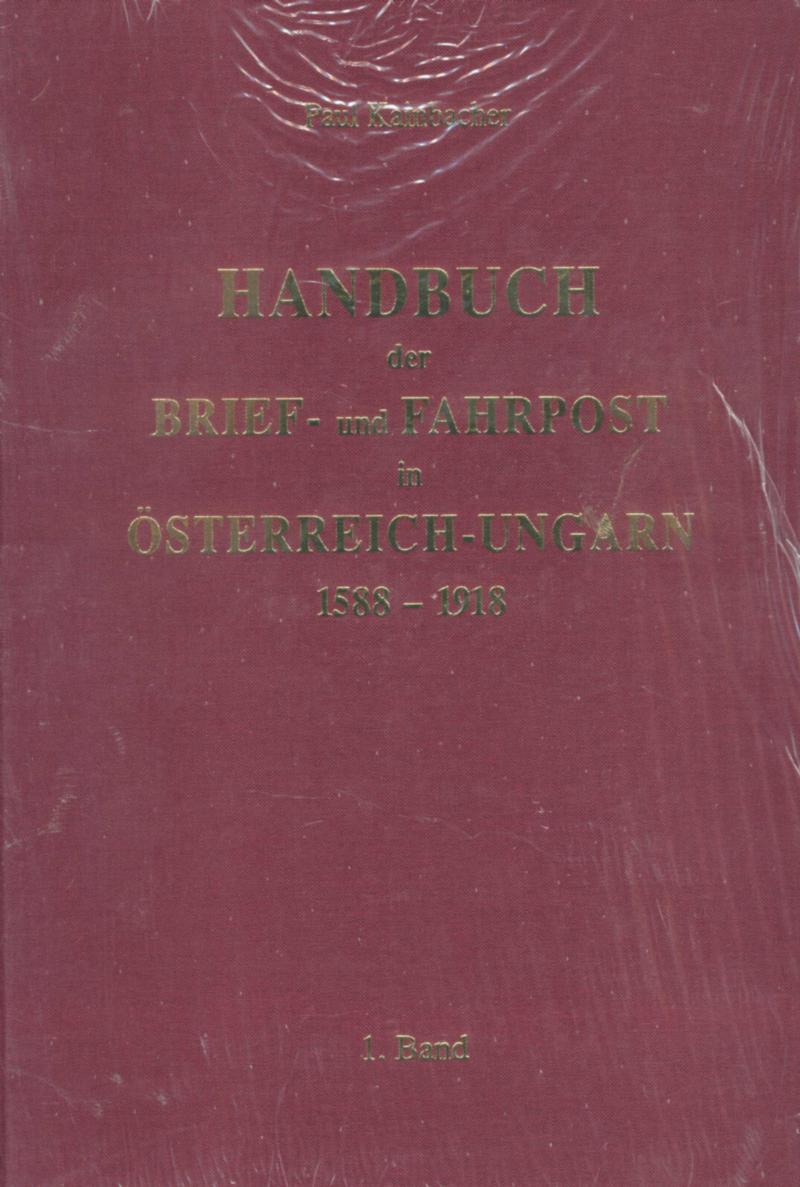 Paul Kainbacher
HANDBUCH
der
BRIEF- und FAHRPOST
in
ÖSTERREICH-UNGARN
1588 – 1918
1. Band